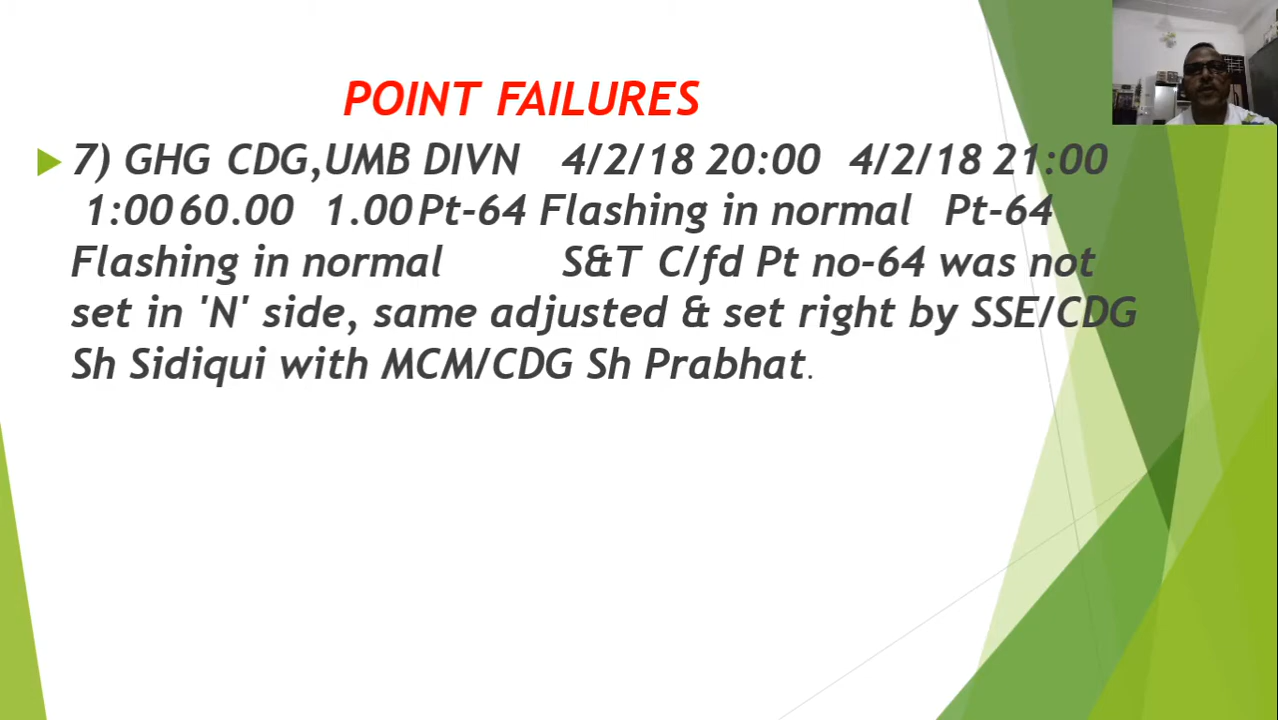 POINT FAILURES
7) GHG CDG,UMB DIVN 4/2/18 20:00 4/2/18 21:00
1:00 60.00 1.00 Pt-64 Flashing in normal Pt-64
Flashing in normal S&T C/fd Pt no-64 was not
set in 'N' side, same adjusted & set right by SSE/CDG
Sh Sidiqui with MCM/CDG Sh Prabhat.